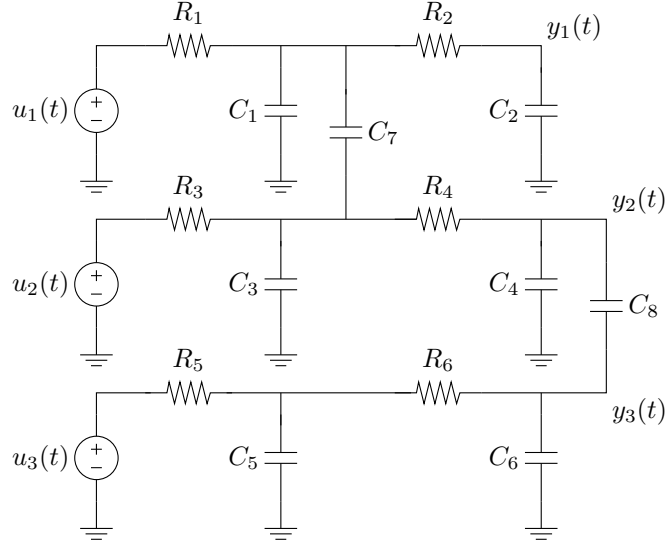 R₁ R₂ y₁(t)
u₁(t) + − C₁ C₇ C₂
R₃ R₄ y₂(t)
u₂(t) + − C₃ C₄ C₈
R₅ R₆ y₃(t)
u₃(t) + − C₅ C₆